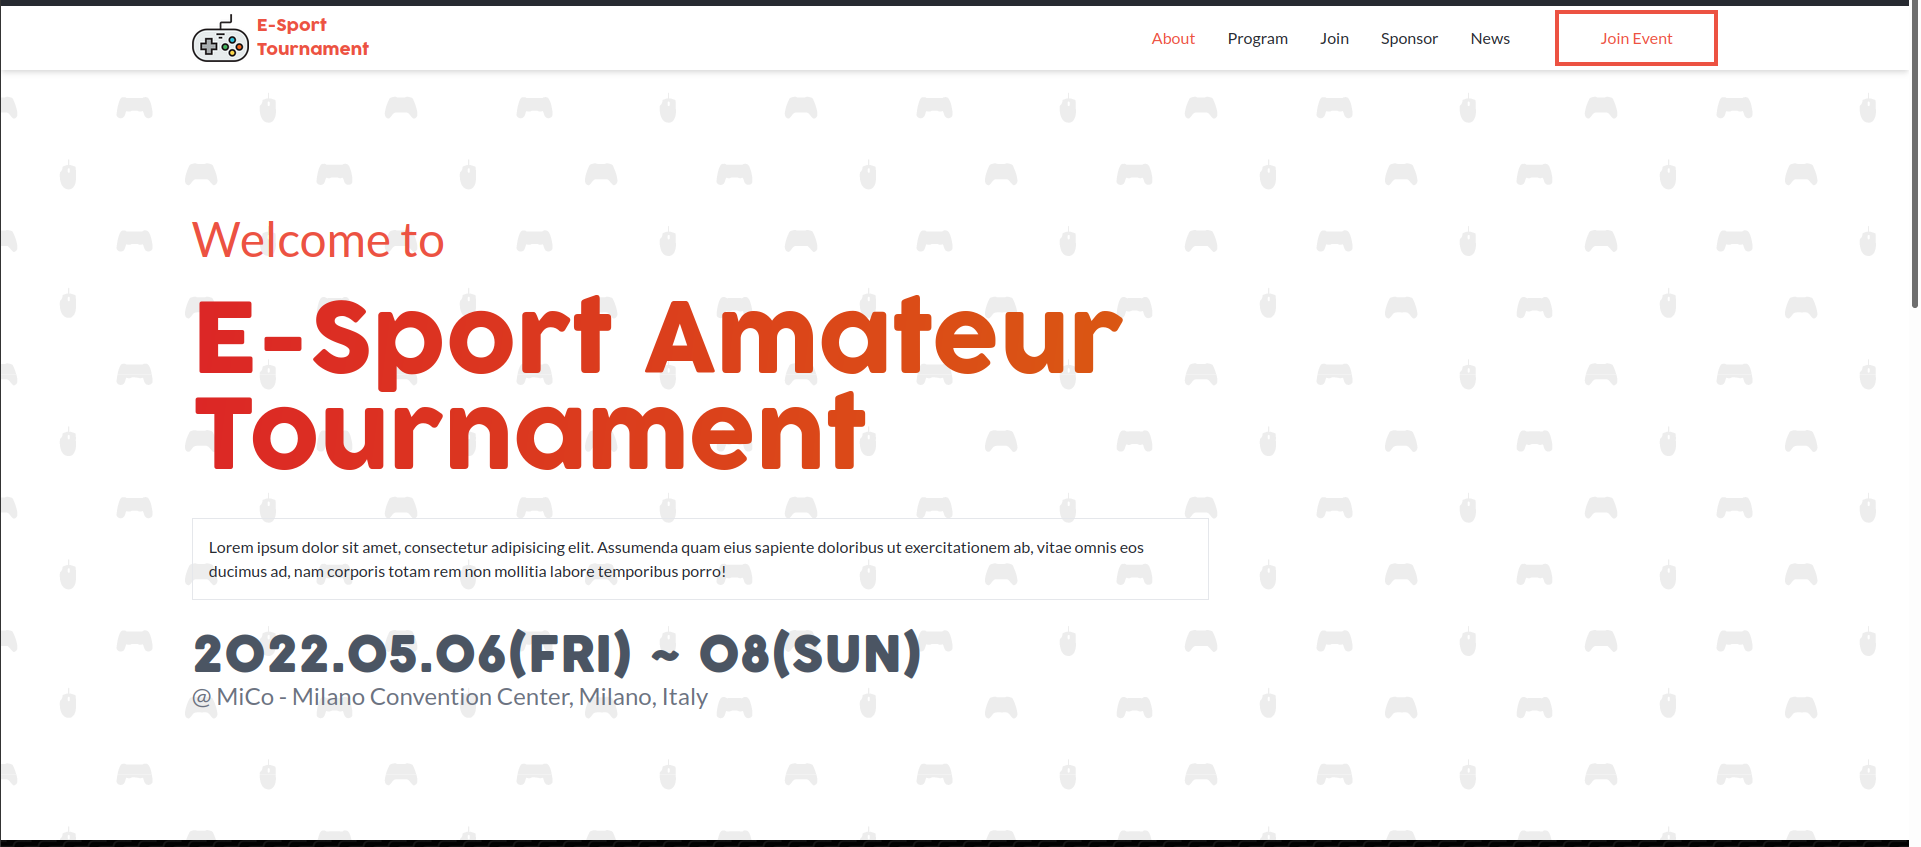 E-Sport
Tournament
About
Program
Join
Sponsor
News
Join Event
Welcome to
E-Sport Amateur
Tournament
Lorem ipsum dolor sit amet, consectetur adipisicing elit. Assumenda quam eius sapiente doloribus ut exercitationem ab, vitae omnis eos
ducimus ad, nam corporis totam rem non mollitia labore temporibus porro!
2022.05.06(FRI) ~ 08(SUN)
@ MiCo - Milano Convention Center, Milano, Italy